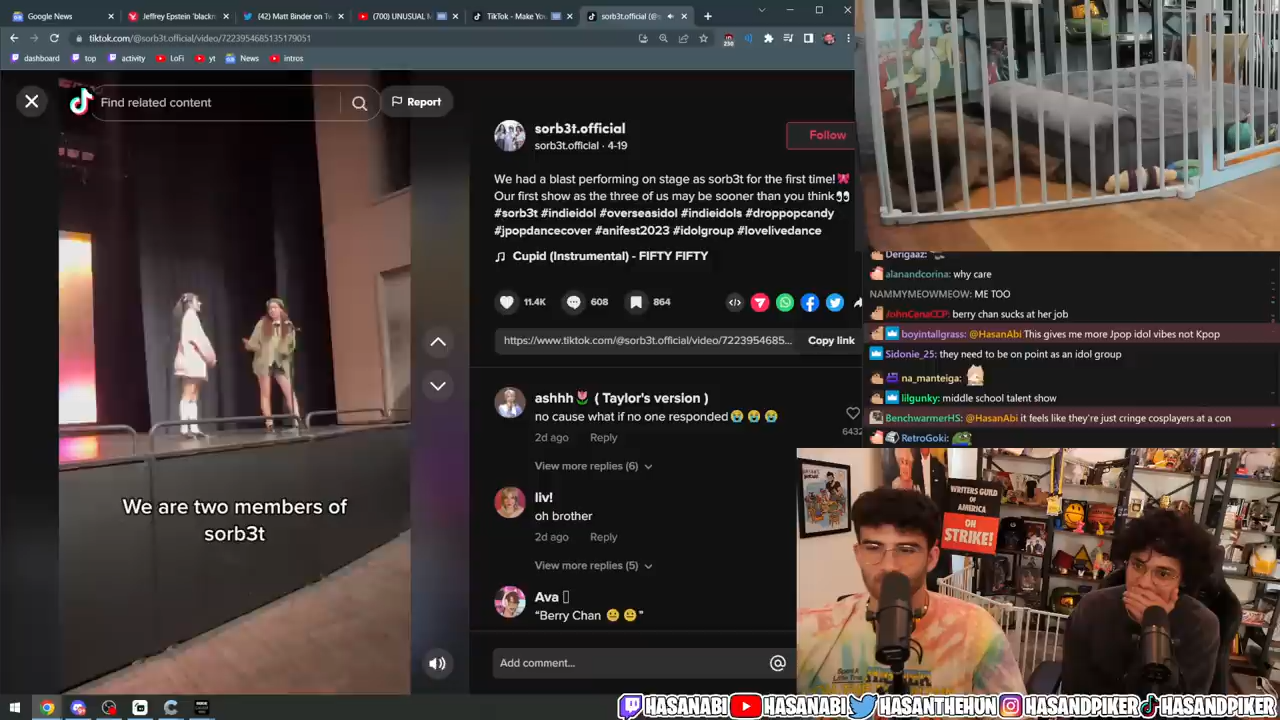 Google News
Jeffrey Epstein 'blackm
(42) Matt Binder on Tw
(700) UNUSUAL M
TikTok - Make You
sorb3t.official (@s
tiktok.com/@sorb3t.official/video/7223954685135179051
238
dashboard
top
activity
LoFi
yt
News
intros
Find related content
Report
We are two members of
sorb3t
sorb3t.official
sorb3t.official · 4-19
Follow
We had a blast performing on stage as sorb3t for the first time!🎀
Our first show as the three of us may be sooner than you think👀
#sorb3t #indieidol #overseasidol #indieidols #droppopcandy
#jpopdancecover #anifest2023 #idolgroup #lovelivedance
♫ Cupid (Instrumental) - FIFTY FIFTY
11.4K
608
864
https://www.tiktok.com/@sorb3t.official/video/7223954685...
Copy link
ashhh🌷 ( Taylor's version )
no cause what if no one responded😭😭😭
2d ago Reply
6432
View more replies (6)
liv!
oh brother
2d ago Reply
View more replies (5)
Ava
"Berry Chan 😐😐"
Add comment...
Derigaaz:
alanandcorina: why care
NAMMYMEOWMEOW: ME TOO
JohnCenaCCP: berry chan sucks at her job
boyintallgrass: @HasanAbi This gives me more Jpop idol vibes not Kpop
Sidonie_25: they need to be on point as an idol group
na_manteiga:
lilgunky: middle school talent show
BenchwarmerHS: @HasanAbi it feels like they're just cringe cosplayers at a con
RetroGoki:
WRITERS GUILD
OF
AMERICA
ON
STRIKE!
HASANABI
HASANABI
HASANTHEHUN
HASANDPIKER
HASANDPIKER